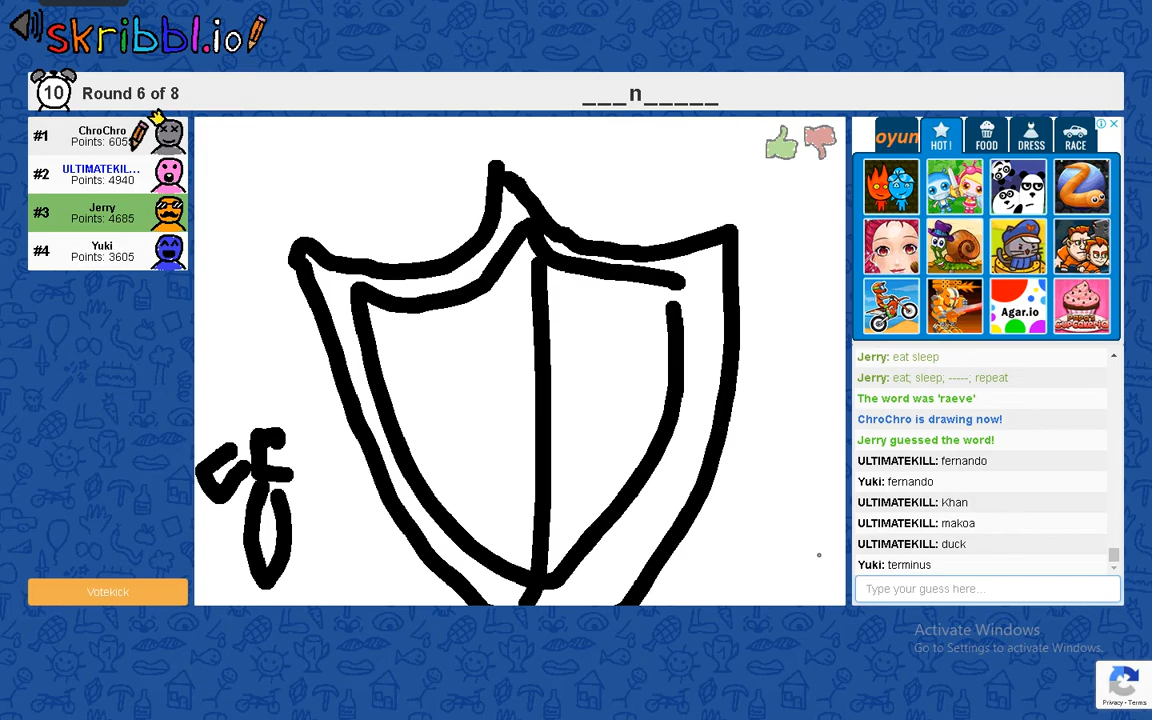 skribbl.io
10 Round 6 of 8 ___n_____
#1 ChroChro
Points: 605
#2 ULTIMATEKIL...
Points: 4940
#3 Jerry
Points: 4685
#4 Yuki
Points: 3605
Votekick
oyun HOT! FOOD DRESS RACE
Agar.io
Jerry: eat sleep
Jerry: eat; sleep; -----; repeat
The word was 'raeve'
ChroChro is drawing now!
Jerry guessed the word!
ULTIMATEKILL: fernando
Yuki: fernando
ULTIMATEKILL: Khan
ULTIMATEKILL: makoa
ULTIMATEKILL: duck
Yuki: terminus
Type your guess here...
Activate Windows
Go to Settings to activate Windows.
Privacy - Terms